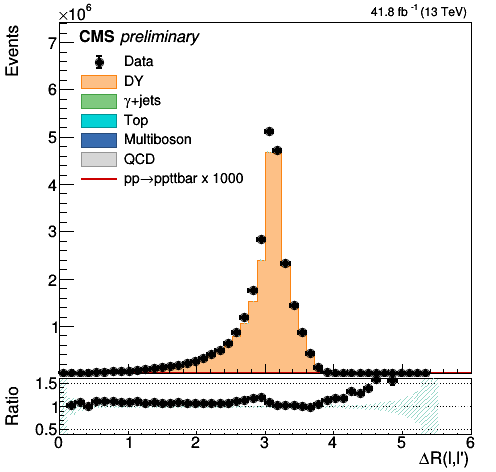 ×10⁶
41.8 fb⁻¹ (13 TeV)
Events
CMS preliminary
Data
DY
γ+jets
Top
Multiboson
QCD
pp→ppttbar x 1000
7
6
5
4
3
2
1
Ratio
1.5
1
0.5
0 1 2 3 4 5 6
ΔR(l,l')